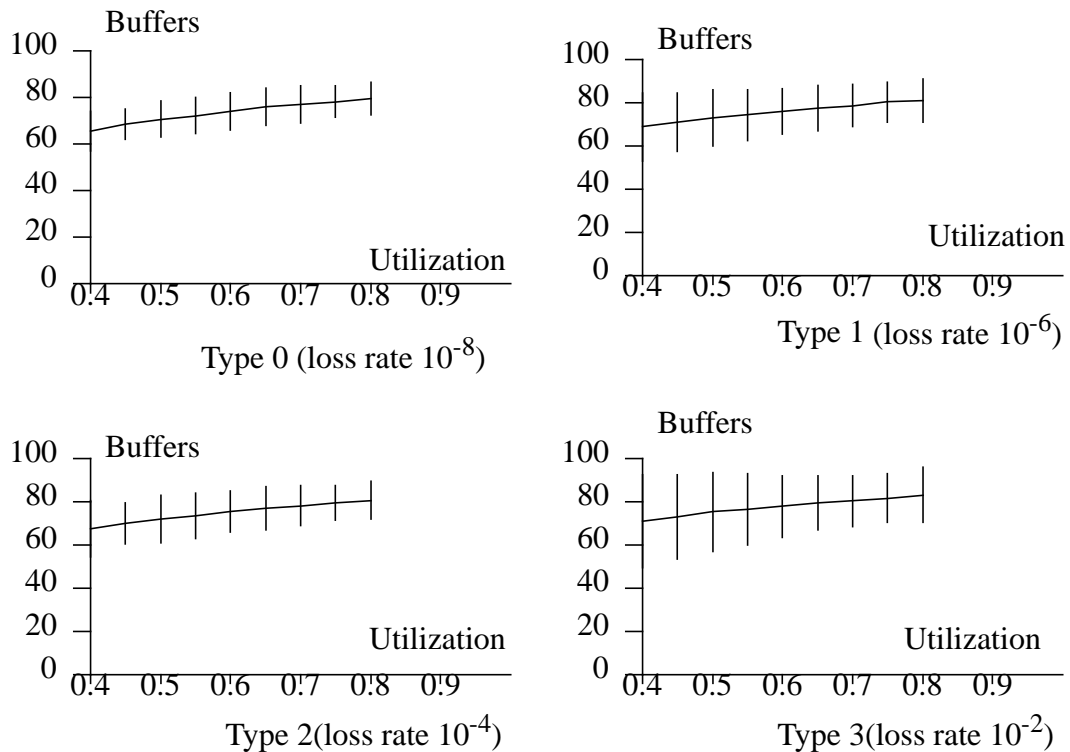 Buffers
100
80
60
40
20
0
Utilization
0.4 0.5 0.6 0.7 0.8 0.9
Type 0 (loss rate 10⁻⁸)
Buffers
100
80
60
40
20
0
Utilization
0.4 0.5 0.6 0.7 0.8 0.9
Type 1 (loss rate 10⁻⁶)
Buffers
100
80
60
40
20
0
Utilization
0.4 0.5 0.6 0.7 0.8 0.9
Type 2(loss rate 10⁻⁴)
Buffers
100
80
60
40
20
0
Utilization
0.4 0.5 0.6 0.7 0.8 0.9
Type 3(loss rate 10⁻²)